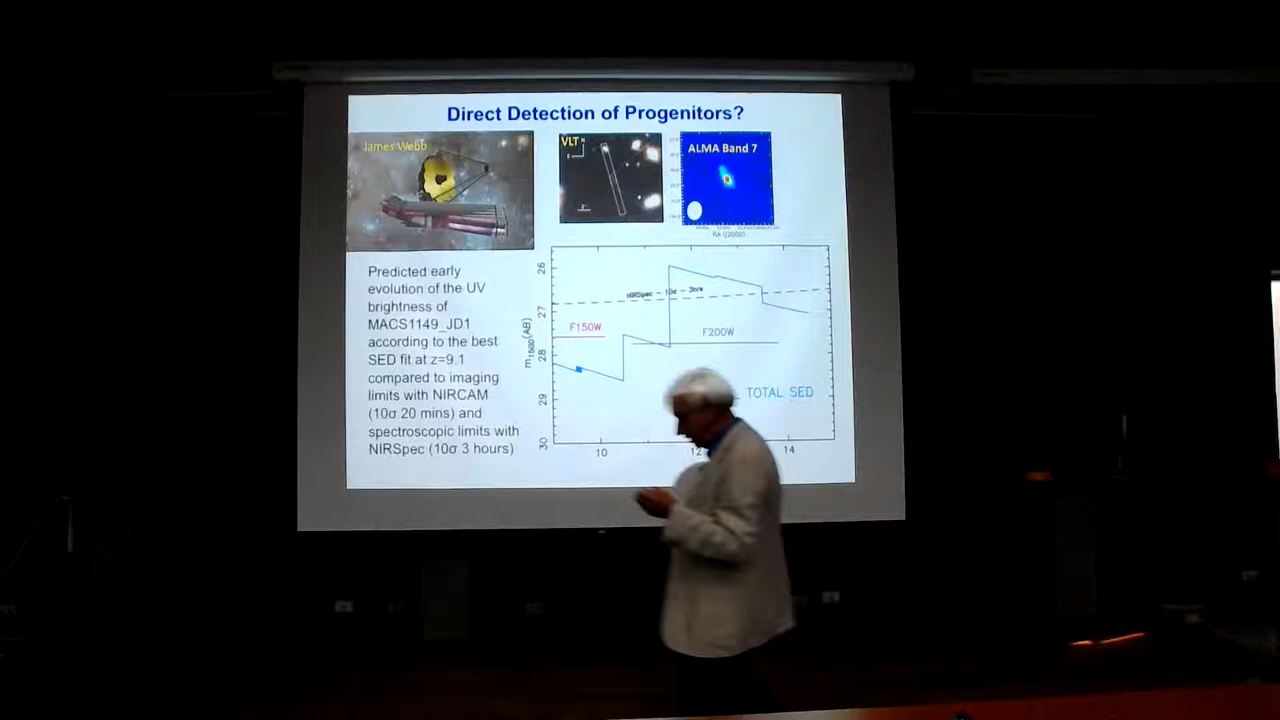 Direct Detection of Progenitors?
James Webb
VLT
N
E
ALMA Band 7
RA (J2000)
Predicted early
evolution of the UV
brightness of
MACS1149_JD1
according to the best
SED fit at z=9.1
compared to imaging
limits with NIRCAM
(10σ 20 mins) and
spectroscopic limits with
NIRSpec (10σ 3 hours)
m1500(AB)
26
27
28
29
30
NIRSpec - 10σ - 3hrs
F150W
F200W
TOTAL SED
10
12
14